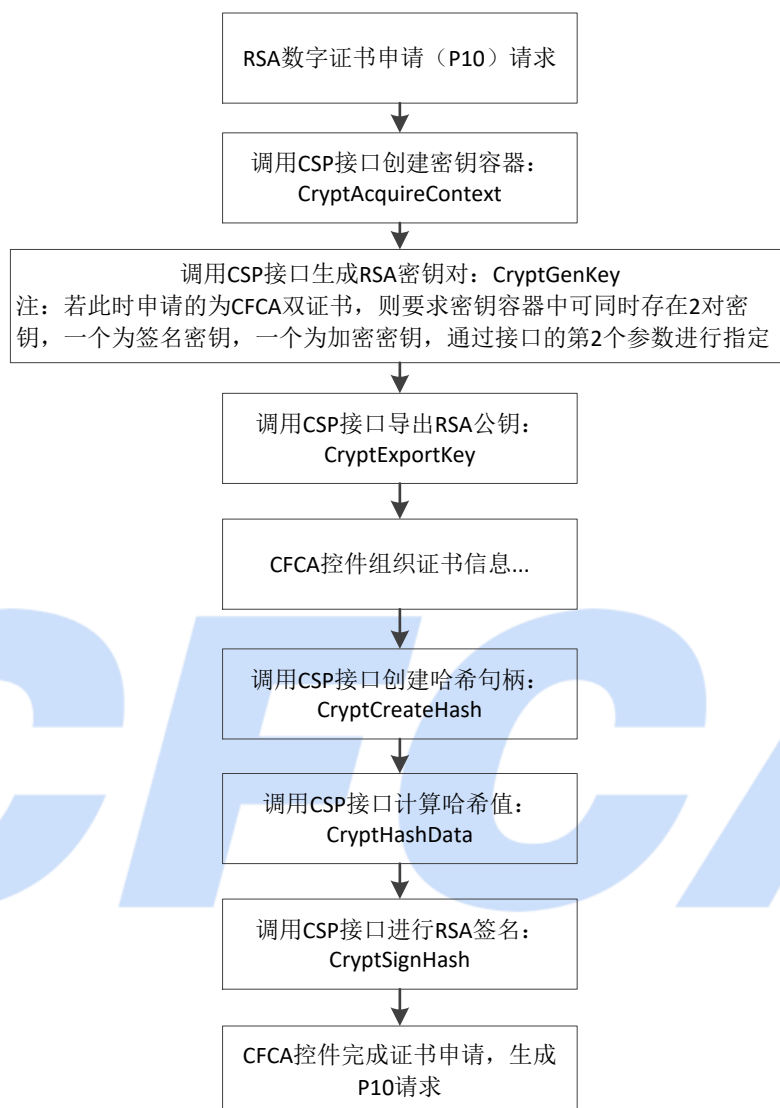 RSA数字证书申请（P10）请求
调用CSP接口创建密钥容器：
CryptAcquireContext
调用CSP接口生成RSA密钥对：CryptGenKey
注：若此时申请的为CFCA双证书，则要求密钥容器中可同时存在2对密
钥，一个为签名密钥，一个为加密密钥，通过接口的第2个参数进行指定
调用CSP接口导出RSA公钥：
CryptExportKey
CFCA控件组织证书信息...
调用CSP接口创建哈希句柄：
CryptCreateHash
调用CSP接口计算哈希值：
CryptHashData
调用CSP接口进行RSA签名：
CryptSignHash
CFCA控件完成证书申请，生成
P10请求
CFCA